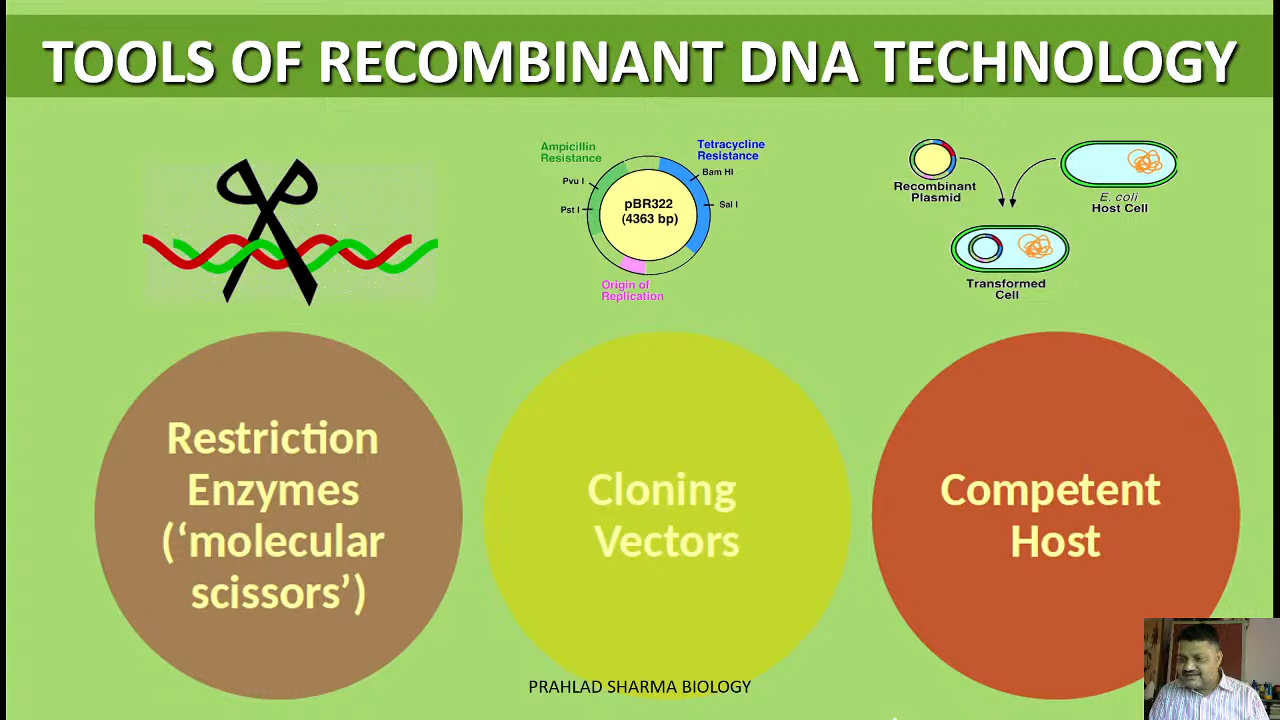 TOOLS OF RECOMBINANT DNA TECHNOLOGY
Ampicillin
Resistance
Tetracycline
Resistance
Pvu I
Bam HI
Pst I
Sal I
pBR322
(4363 bp)
Origin of
Replication
Recombinant
Plasmid
E. coli
Host Cell
Transformed
Cell
Restriction
Enzymes
(‘molecular
scissors’)
Cloning
Vectors
Competent
Host
PRAHLAD SHARMA BIOLOGY